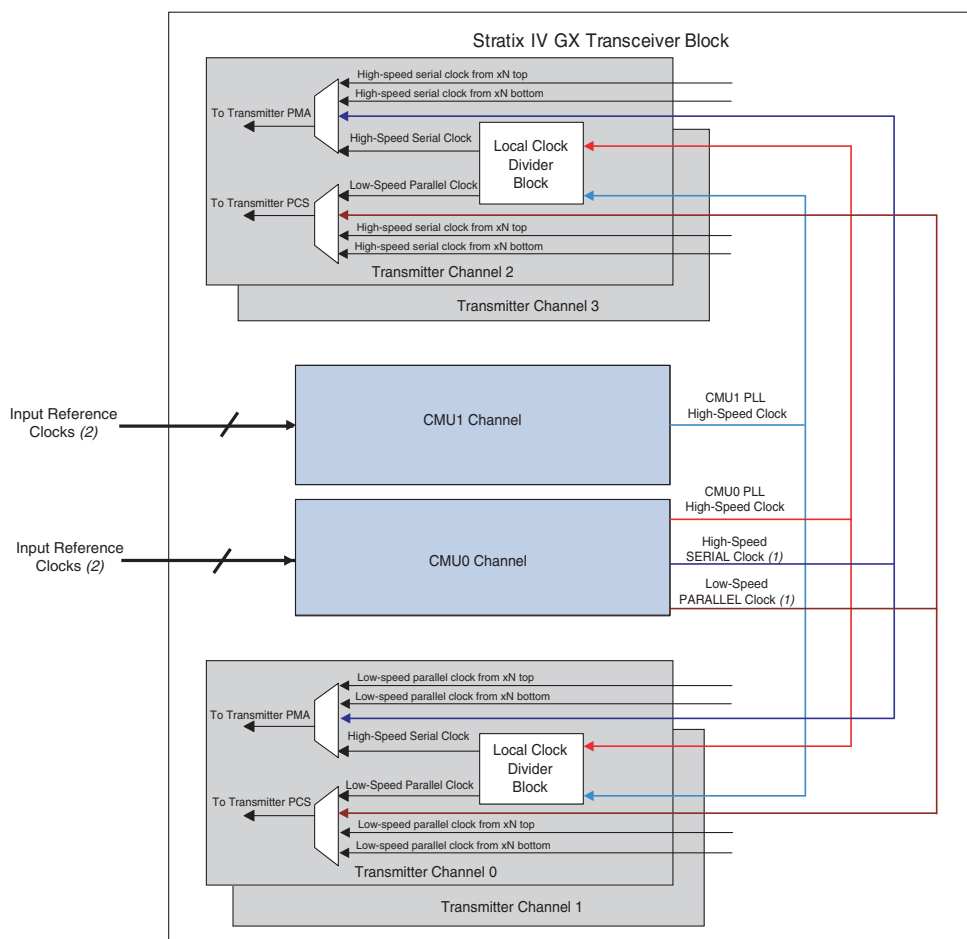 Stratix IV GX Transceiver Block
High-speed serial clock from xN top
High-speed serial clock from xN bottom
To Transmitter PMA
High-Speed Serial Clock
Local Clock
Divider
Block
Low-Speed Parallel Clock
To Transmitter PCS
High-speed serial clock from xN top
High-speed serial clock from xN bottom
Transmitter Channel 2
Transmitter Channel 3
Input Reference
Clocks (2)
CMU1 Channel
CMU1 PLL
High-Speed Clock
CMU0 PLL
High-Speed Clock
Input Reference
Clocks (2)
CMU0 Channel
High-Speed
SERIAL Clock (1)
Low-Speed
PARALLEL Clock (1)
Low-speed parallel clock from xN top
Low-speed parallel clock from xN bottom
To Transmitter PMA
High-Speed Serial Clock
Local Clock
Divider
Block
Low-Speed Parallel Clock
To Transmitter PCS
Low-speed parallel clock from xN top
Low-speed parallel clock from xN bottom
Transmitter Channel 0
Transmitter Channel 1